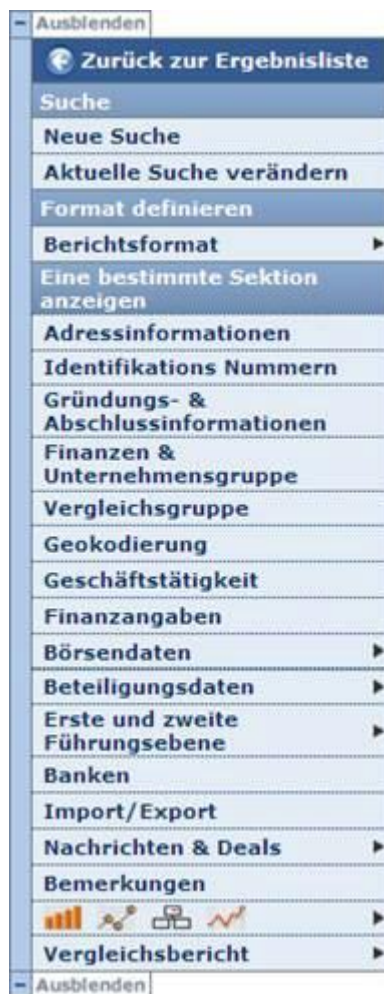 Ausblenden
Zurück zur Ergebnisliste
Suche
Neue Suche
Aktuelle Suche verändern
Format definieren
Berichtsformat
Eine bestimmte Sektion
anzeigen
Adressinformationen
Identifikations Nummern
Gründungs- &
Abschlussinformationen
Finanzen &
Unternehmensgruppe
Vergleichsgruppe
Geokodierung
Geschäftstätigkeit
Finanzangaben
Börsendaten
Beteiligungsdaten
Erste und zweite
Führungsebene
Banken
Import/Export
Nachrichten & Deals
Bemerkungen
Vergleichsbericht
Ausblenden